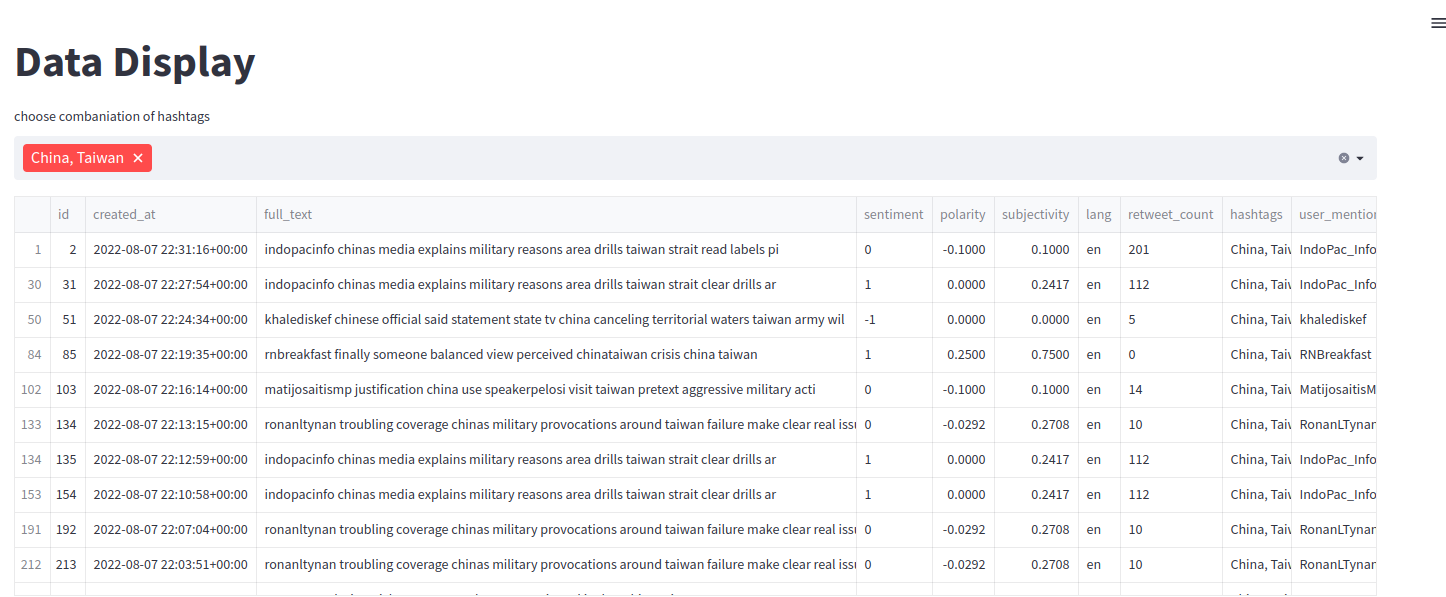 Data Display
choose combaniation of hashtags
China, Taiwan ×
id created_at full_text sentiment polarity subjectivity lang retweet_count hashtags user_mention
1 2 2022-08-07 22:31:16+00:00 indopacinfo chinas media explains military reasons area drills taiwan strait read labels pi 0 -0.1000 0.1000 en 201 China, Taiw IndoPac_Info
30 31 2022-08-07 22:27:54+00:00 indopacinfo chinas media explains military reasons area drills taiwan strait clear drills ar 1 0.0000 0.2417 en 112 China, Taiw IndoPac_Info
50 51 2022-08-07 22:24:34+00:00 khalediskef chinese official said statement state tv china canceling territorial waters taiwan army wil -1 0.0000 0.0000 en 5 China, Taiw khalediskef
84 85 2022-08-07 22:19:35+00:00 rnbreakfast finally someone balanced view perceived chinataiwan crisis china taiwan 1 0.2500 0.7500 en 0 China, Taiw RNBreakfast
102 103 2022-08-07 22:16:14+00:00 matijosaitismp justification china use speakerpelosi visit taiwan pretext aggressive military acti 0 -0.1000 0.1000 en 14 China, Taiw MatijosaitisM
133 134 2022-08-07 22:13:15+00:00 ronanltynan troubling coverage chinas military provocations around taiwan failure make clear real issu 0 -0.0292 0.2708 en 10 China, Taiw RonanLTynan
134 135 2022-08-07 22:12:59+00:00 indopacinfo chinas media explains military reasons area drills taiwan strait clear drills ar 1 0.0000 0.2417 en 112 China, Taiw IndoPac_Info
153 154 2022-08-07 22:10:58+00:00 indopacinfo chinas media explains military reasons area drills taiwan strait clear drills ar 1 0.0000 0.2417 en 112 China, Taiw IndoPac_Info
191 192 2022-08-07 22:07:04+00:00 ronanltynan troubling coverage chinas military provocations around taiwan failure make clear real issu 0 -0.0292 0.2708 en 10 China, Taiw RonanLTynan
212 213 2022-08-07 22:03:51+00:00 ronanltynan troubling coverage chinas military provocations around taiwan failure make clear real issu 0 -0.0292 0.2708 en 10 China, Taiw RonanLTynan